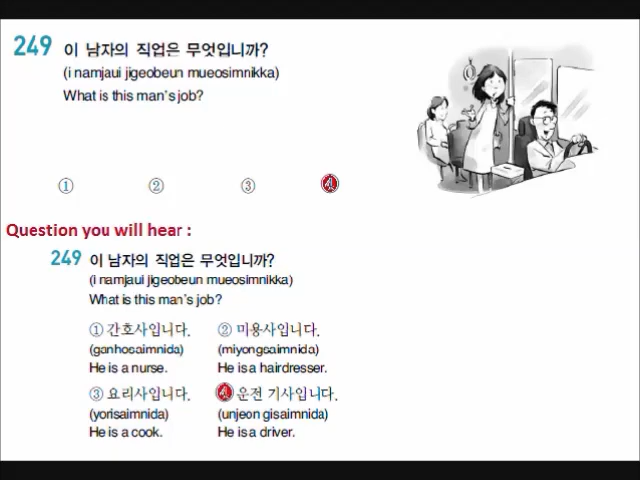 249 이 남자의 직업은 무엇입니까?
(i namjaui jigeobeun mueosimnikka)
What is this man's job?
① ② ③ ④
Question you will hear :
249 이 남자의 직업은 무엇입니까?
(i namjaui jigeobeun mueosimnikka)
What is this man's job?
① 간호사입니다. ② 미용사입니다.
(ganhosaimnida) (miyongsaimnida)
He is a nurse. He is a hairdresser.
③ 요리사입니다. ④ 운전 기사입니다.
(yorisaimnida) (unjeon gisaimnida)
He is a cook. He is a driver.